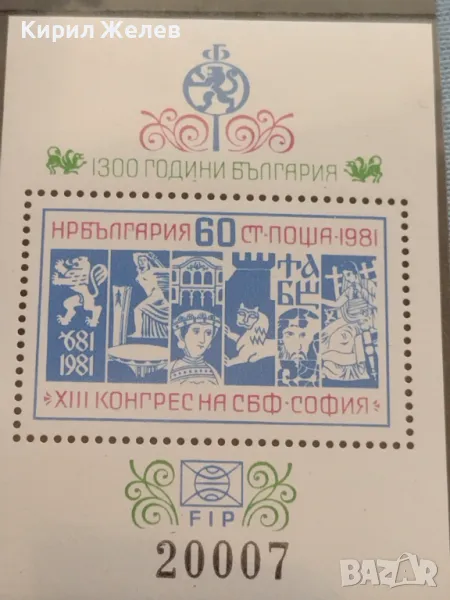 Кирил Желев
1300 ГОДИНИ БЪЛГАРИЯ
НРБЪЛГАРИЯ 60 СТ·ПОЩА·1981
681
1981
XIII КОНГРЕС НА СБФ·СОФИЯ
FIP
20007
BAZAR